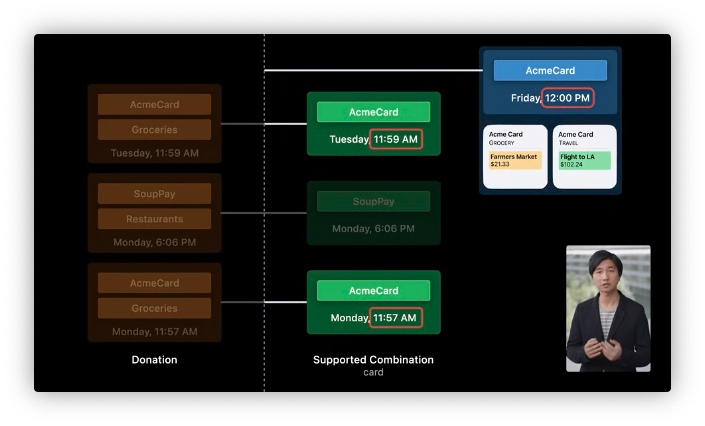 AcmeCard
Groceries
Tuesday, 11:59 AM
SoupPay
Restaurants
Monday, 6:06 PM
AcmeCard
Groceries
Monday, 11:57 AM
Donation
AcmeCard
Tuesday, 11:59 AM
SoupPay
Monday, 6:06 PM
AcmeCard
Monday, 11:57 AM
Supported Combination
card
AcmeCard
Friday, 12:00 PM
Acme Card
GROCERY
Farmers Market
$21.33
Acme Card
TRAVEL
Flight to LA
$102.24